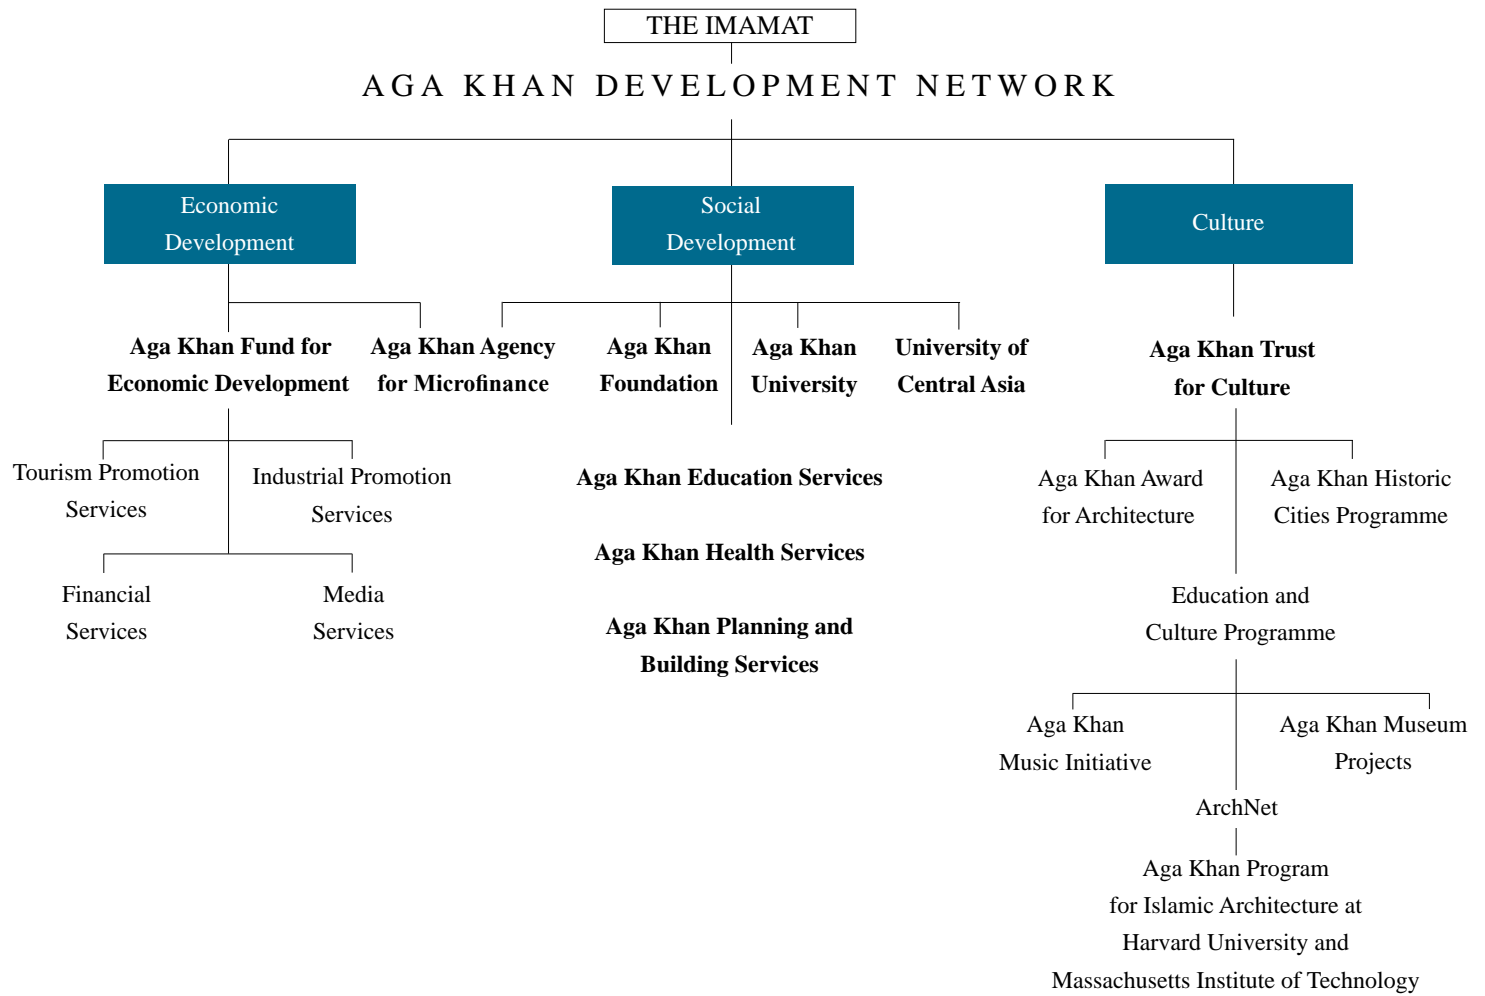 THE IMAMAT
AGA KHAN DEVELOPMENT NETWORK
Economic
Development
Social
Development
Culture
Aga Khan Fund for
Economic Development
Aga Khan Agency
for Microfinance
Aga Khan
Foundation
Aga Khan
University
University of
Central Asia
Aga Khan Trust
for Culture
Tourism Promotion
Services
Industrial Promotion
Services
Financial
Services
Media
Services
Aga Khan Education Services
Aga Khan Health Services
Aga Khan Planning and
Building Services
Aga Khan Award
for Architecture
Aga Khan Historic
Cities Programme
Education and
Culture Programme
Aga Khan
Music Initiative
Aga Khan Museum
Projects
ArchNet
Aga Khan Program
for Islamic Architecture at
Harvard University and
Massachusetts Institute of Technology